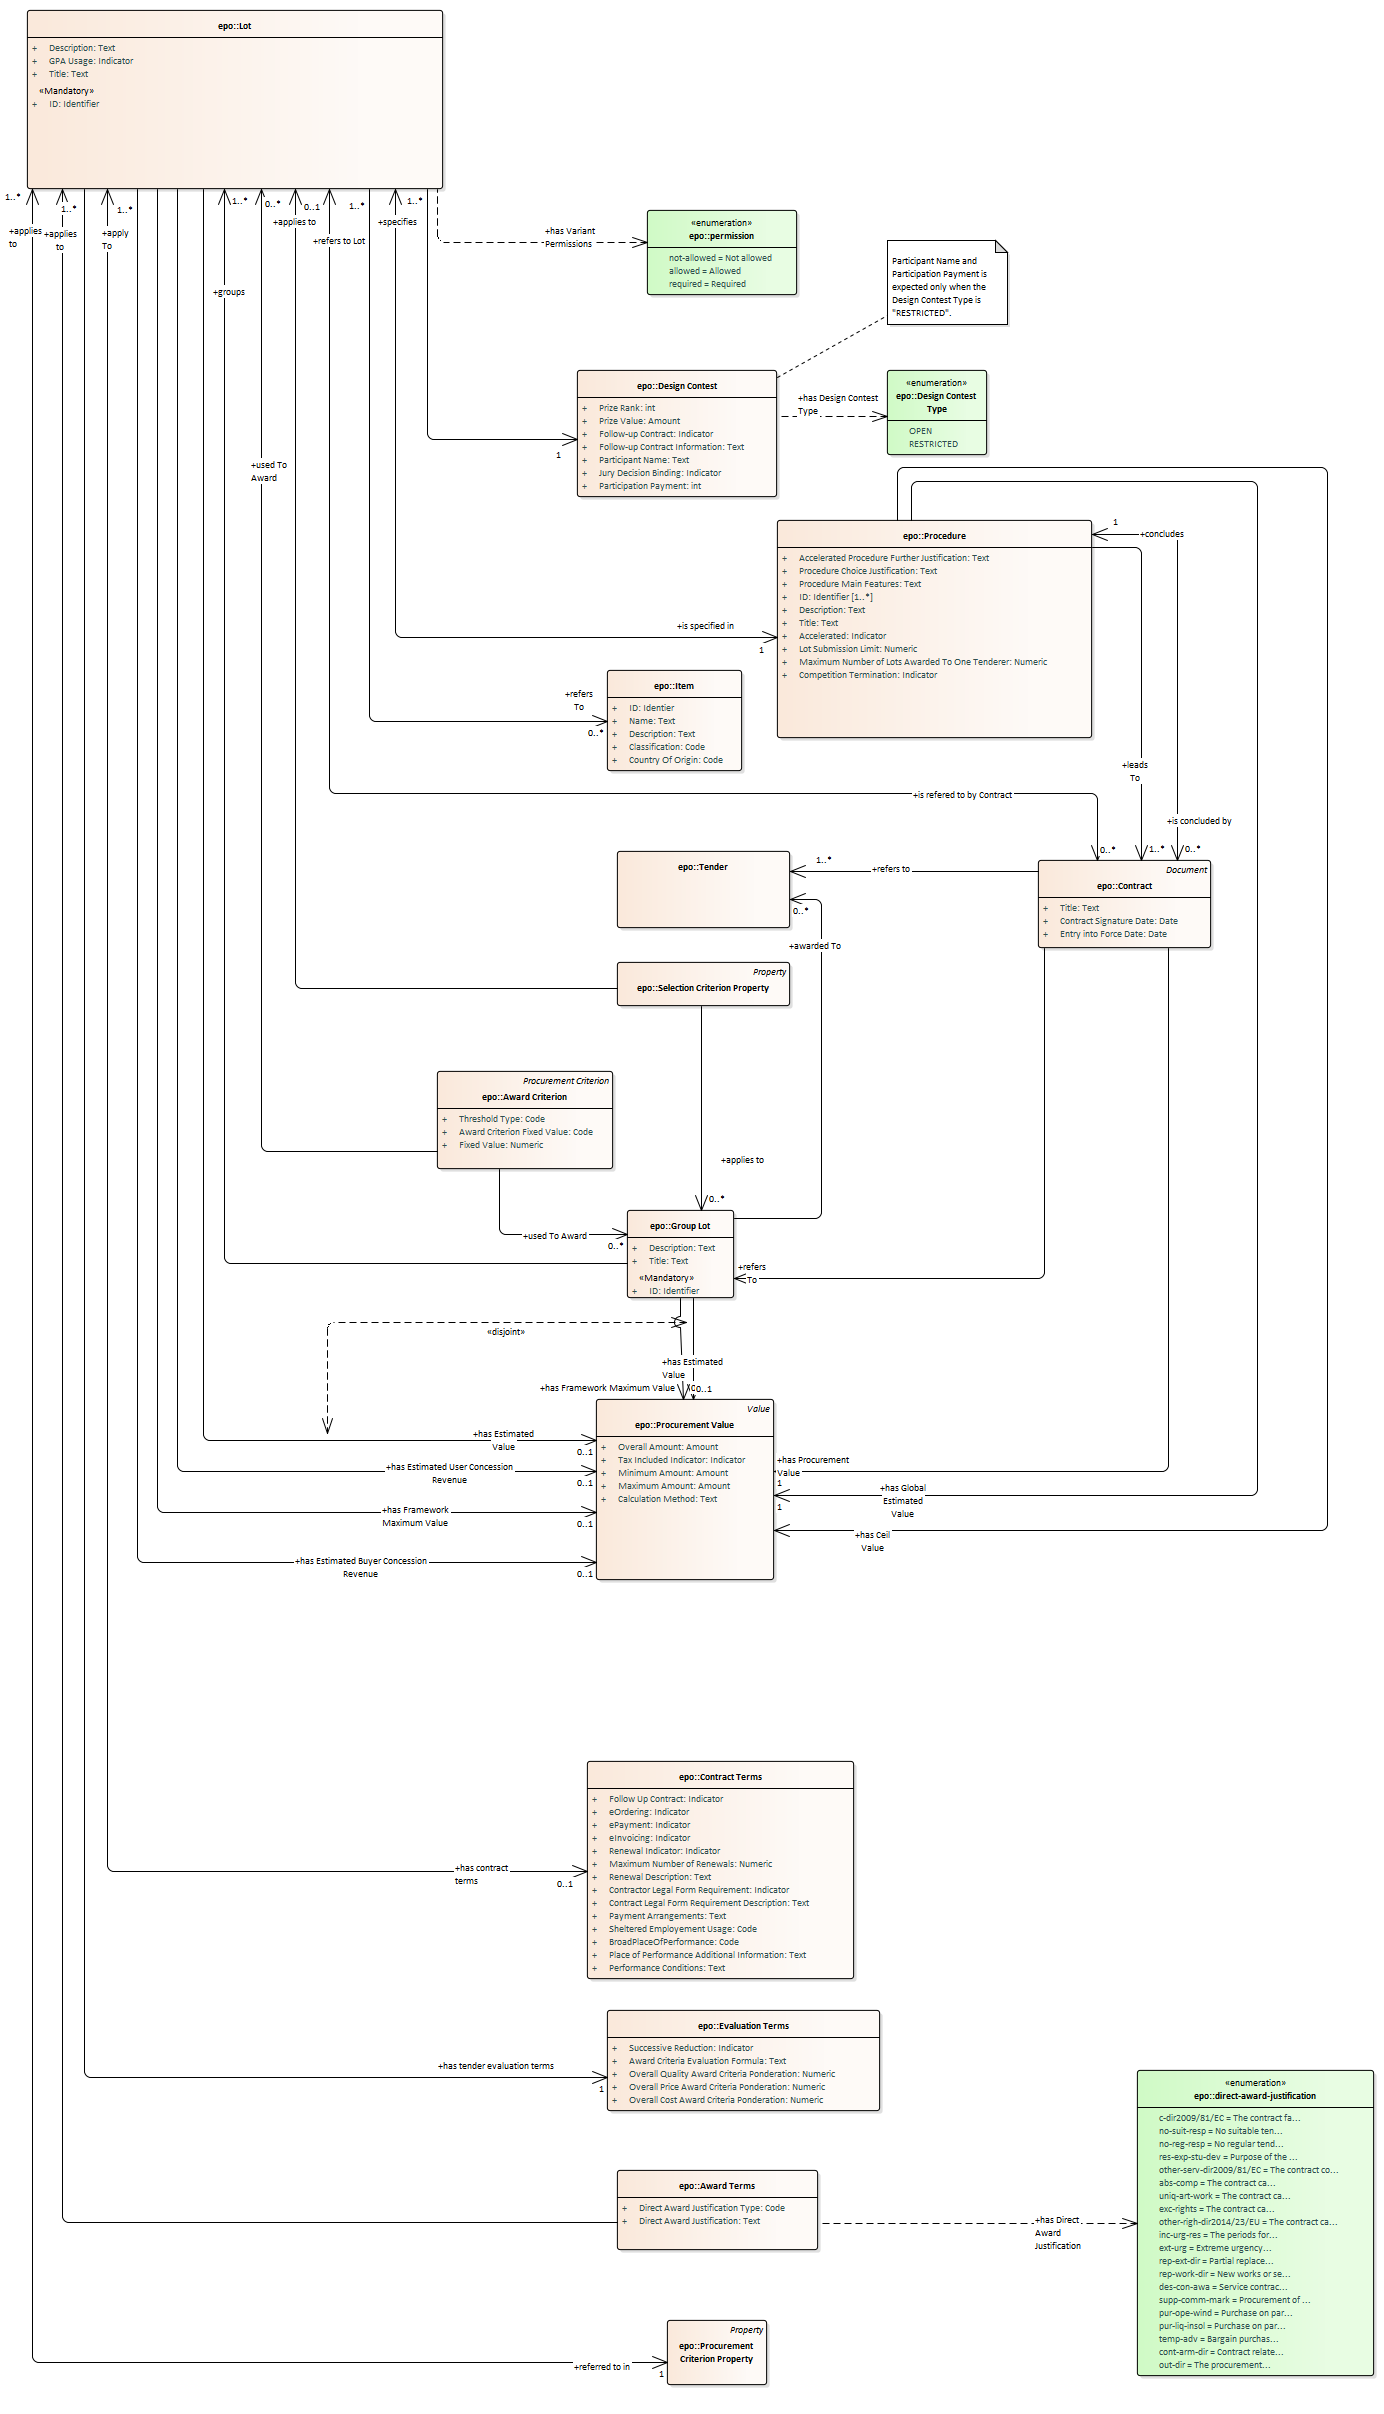 epo::Lot
+ Description: Text
+ GPA Usage: Indicator
+ Title: Text
«Mandatory»
+ ID: Identifier
1..*
1..*
1..*
1..*
0..*
0..1
1..*
1..*
+applies
to
+applies
to
+apply
To
+applies to
+refers to Lot
+specifies
+groups
+used To
Award
+has Variant
Permissions
«enumeration»
epo::permission
not-allowed = Not allowed
allowed = Allowed
required = Required
Participant Name and
Participation Payment is
expected only when the
Design Contest Type is
"RESTRICTED".
epo::Design Contest
+ Prize Rank: int
+ Prize Value: Amount
+ Follow-up Contract: Indicator
+ Follow-up Contract Information: Text
+ Participant Name: Text
+ Jury Decision Binding: Indicator
+ Participation Payment: int
1
+has Design Contest
Type
«enumeration»
epo::Design Contest
Type
OPEN
RESTRICTED
epo::Procedure
+ Accelerated Procedure Further Justification: Text
+ Procedure Choice Justification: Text
+ Procedure Main Features: Text
+ ID: Identifier [1..*]
+ Description: Text
+ Title: Text
+ Accelerated: Indicator
+ Lot Submission Limit: Numeric
+ Maximum Number of Lots Awarded To One Tenderer: Numeric
+ Competition Termination: Indicator
1
+concludes
+is specified in
1
epo::Item
+ ID: Identier
+ Name: Text
+ Description: Text
+ Classification: Code
+ Country Of Origin: Code
+refers
To
0..*
+leads
To
+is refered to by Contract
+is concluded by
0..*
1..*
0..*
Document
epo::Contract
+ Title: Text
+ Contract Signature Date: Date
+ Entry into Force Date: Date
epo::Tender
1..*
+refers to
0..*
+awarded To
Property
epo::Selection Criterion Property
Procurement Criterion
epo::Award Criterion
+ Threshold Type: Code
+ Award Criterion Fixed Value: Code
+ Fixed Value: Numeric
+applies to
0..*
epo::Group Lot
+ Description: Text
+ Title: Text
«Mandatory»
+ ID: Identifier
+used To Award
0..*
+refers
To
«disjoint»
+has Estimated
Value
+has Framework Maximum Value
0..1
Value
epo::Procurement Value
+ Overall Amount: Amount
+ Tax Included Indicator: Indicator
+ Minimum Amount: Amount
+ Maximum Amount: Amount
+ Calculation Method: Text
+has Estimated
Value
0..1
+has Estimated User Concession
Revenue
0..1
+has Framework
Maximum Value
0..1
+has Estimated Buyer Concession
Revenue
0..1
+has Procurement
Value
1
+has Global
Estimated
Value
1
+has Ceil
Value
epo::Contract Terms
+ Follow Up Contract: Indicator
+ eOrdering: Indicator
+ ePayment: Indicator
+ eInvoicing: Indicator
+ Renewal Indicator: Indicator
+ Maximum Number of Renewals: Numeric
+ Renewal Description: Text
+ Contractor Legal Form Requirement: Indicator
+ Contract Legal Form Requirement Description: Text
+ Payment Arrangements: Text
+ Sheltered Employement Usage: Code
+ BroadPlaceOfPerformance: Code
+ Place of Performance Additional Information: Text
+ Performance Conditions: Text
+has contract
terms
0..1
epo::Evaluation Terms
+ Successive Reduction: Indicator
+ Award Criteria Evaluation Formula: Text
+ Overall Quality Award Criteria Ponderation: Numeric
+ Overall Price Award Criteria Ponderation: Numeric
+ Overall Cost Award Criteria Ponderation: Numeric
+has tender evaluation terms
1
epo::Award Terms
+ Direct Award Justification Type: Code
+ Direct Award Justification: Text
+has Direct
Award
Justification
«enumeration»
epo::direct-award-justification
c-dir2009/81/EC = The contract fa...
no-suit-resp = No suitable ten...
no-reg-resp = No regular tend...
res-exp-stu-dev = Purpose of the ...
other-serv-dir2009/81/EC = The contract co...
abs-comp = The contract ca...
uniq-art-work = The contract ca...
exc-rights = The contract ca...
other-righ-dir2014/23/EU = The contract ca...
inc-urg-res = The periods for...
ext-urg = Extreme urgency...
rep-ext-dir = Partial replace...
rep-work-dir = New works or se...
des-con-awa = Service contrac...
supp-comm-mark = Procurement of ...
pur-ope-wind = Purchase on par...
pur-liq-insol = Purchase on par...
temp-adv = Bargain purchas...
cont-arm-dir = Contract relate...
out-dir = The procurement...
Property
epo::Procurement
Criterion Property
+referred to in
1